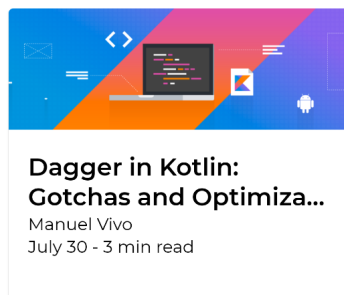 Dagger in Kotlin:
Gotchas and Optimiza...
Manuel Vivo
July 30 - 3 min read